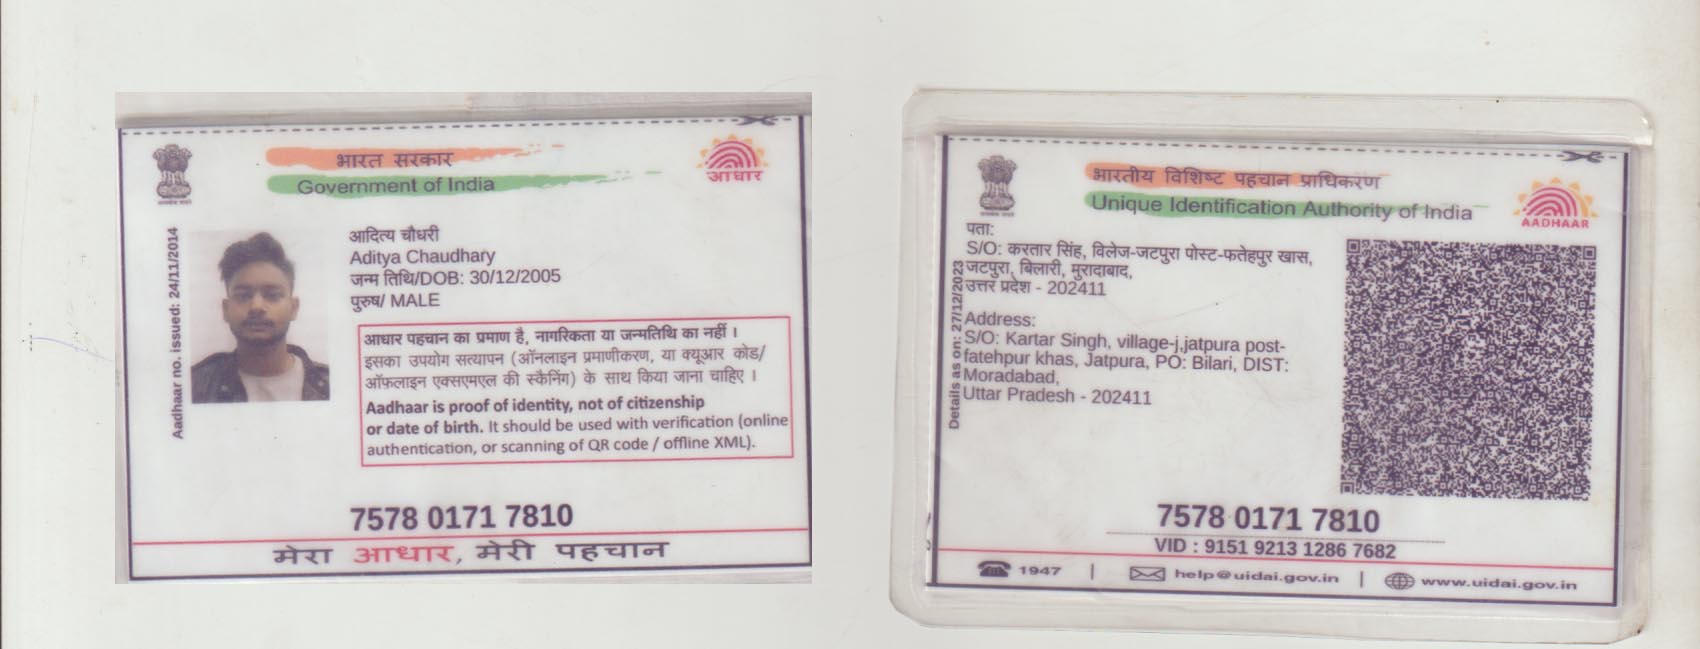 भारत सरकार
Government of India
आधार
Aadhaar no. issued: 24/11/2014
आदित्य चौधरी
Aditya Chaudhary
जन्म तिथि/DOB: 30/12/2005
पुरुष/ MALE
आधार पहचान का प्रमाण है, नागरिकता या जन्मतिथि का नहीं ।
इसका उपयोग सत्यापन (ऑनलाइन प्रमाणीकरण, या क्यूआर कोड/
ऑफलाइन एक्सएमएल की स्कैनिंग) के साथ किया जाना चाहिए ।
Aadhaar is proof of identity, not of citizenship
or date of birth. It should be used with verification (online
authentication, or scanning of QR code / offline XML).
7578 0171 7810
मेरा आधार, मेरी पहचान
भारतीय विशिष्ट पहचान प्राधिकरण
Unique Identification Authority of India
AADHAAR
Details as on: 27/12/2023
पता:
S/O: करतार सिंह, विलेज-जटपुरा पोस्ट-फतेहपुर खास,
जटपुरा, बिलारी, मुरादाबाद,
उत्तर प्रदेश - 202411
Address:
S/O: Kartar Singh, village-j,jatpura post-
fatehpur khas, Jatpura, PO: Bilari, DIST:
Moradabad,
Uttar Pradesh - 202411
7578 0171 7810
VID : 9151 9213 1286 7682
1947 | help@uidai.gov.in | www.uidai.gov.in